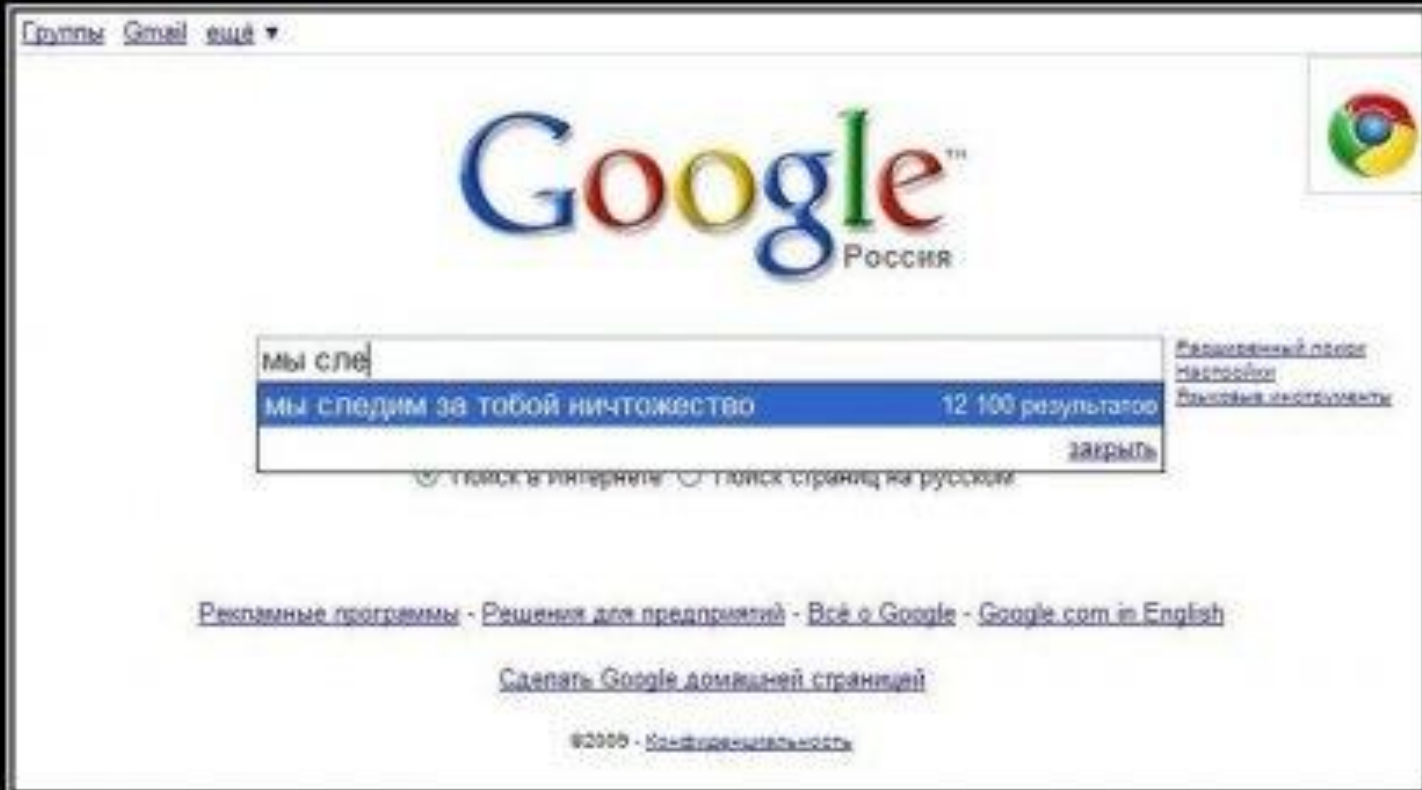 Группы Gmail ещё ▼
Google™
Россия
мы сле
Расширенный поиск
мы следим за тобой ничтожество 12 100 результатов
Настройки
Языковые инструменты
закрыть
Поиск в Интернете Поиск страниц на русском
Рекламные программы - Решения для предприятий - Всё о Google - Google.com in English
Сделать Google домашней страницей
©2009 - Конфиденциальность